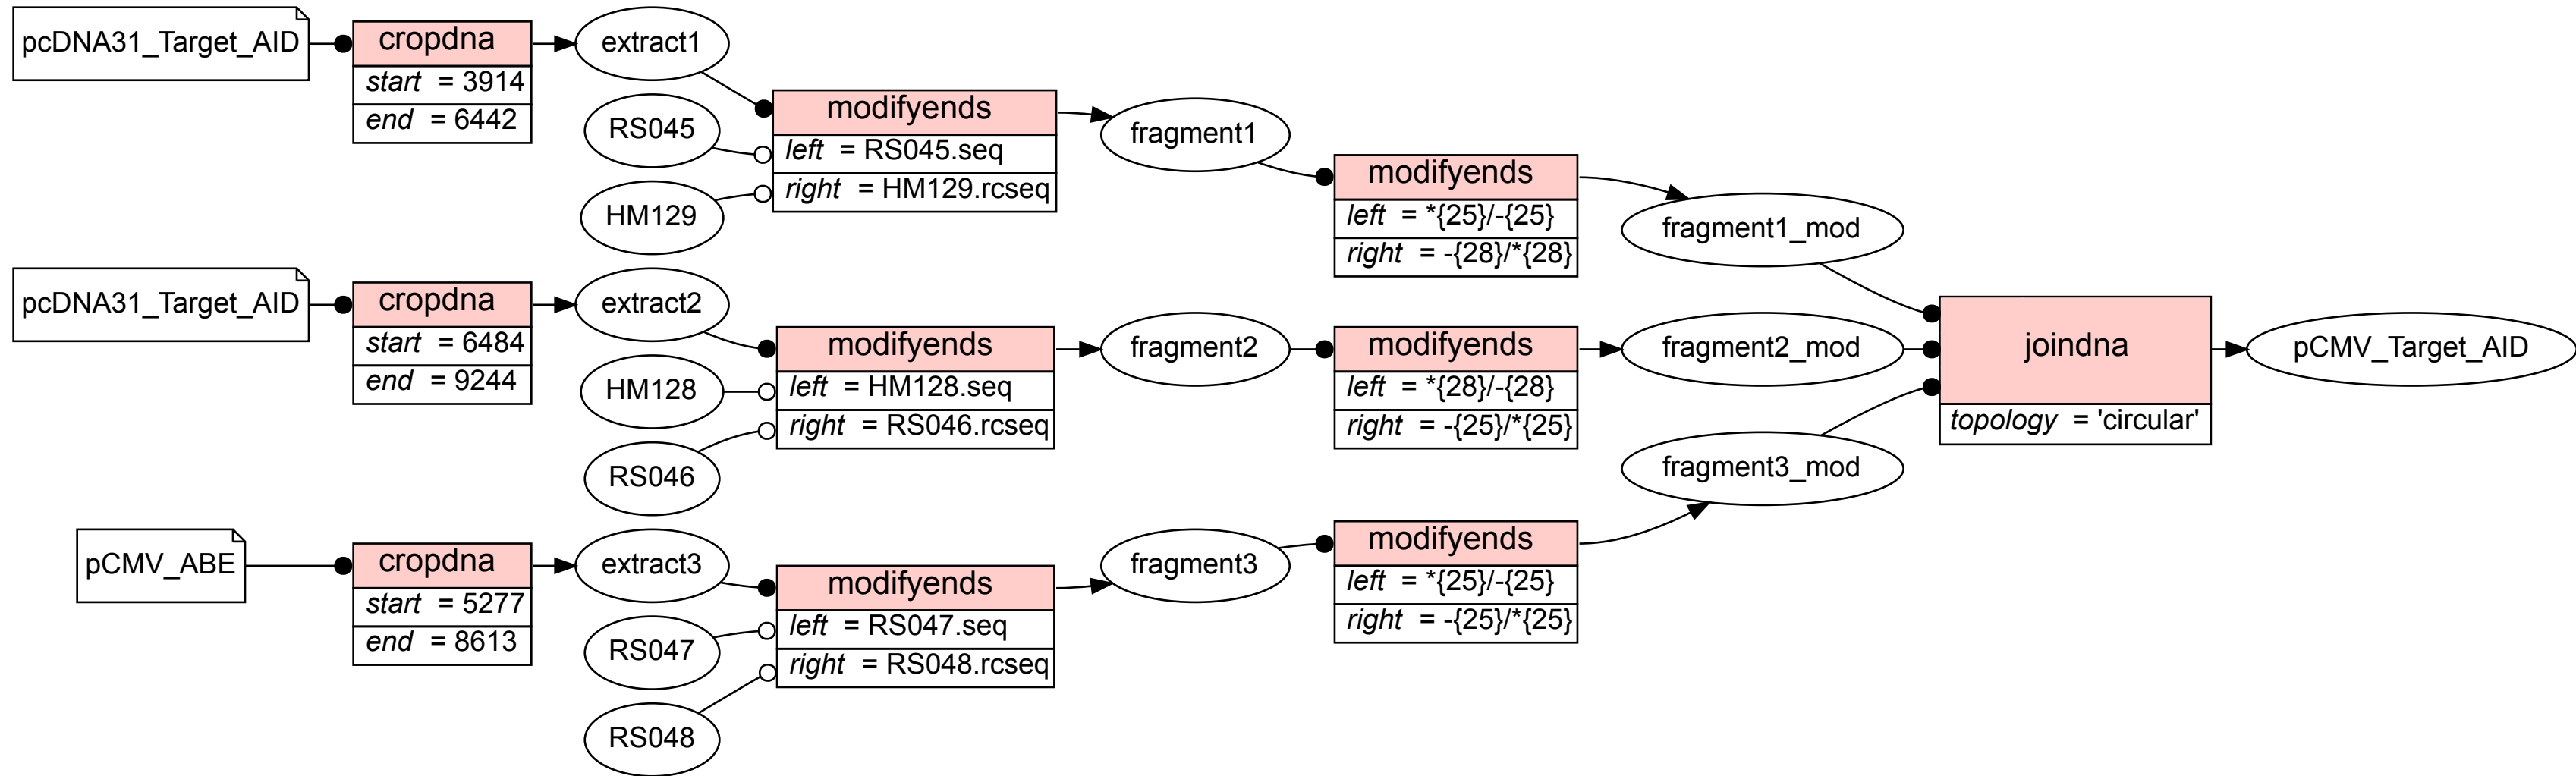 pcDNA31_Target_AID
cropdna
start = 3914
end = 6442
extract1
RS045
HM129
modifyends
left = RS045.seq
right = HM129.rcseq
fragment1
modifyends
left = *{25}/-{25}
right = -{28}/*{28}
fragment1_mod
pcDNA31_Target_AID
cropdna
start = 6484
end = 9244
extract2
HM128
RS046
modifyends
left = HM128.seq
right = RS046.rcseq
fragment2
modifyends
left = *{28}/-{28}
right = -{25}/*{25}
fragment2_mod
pCMV_ABE
cropdna
start = 5277
end = 8613
extract3
RS047
RS048
modifyends
left = RS047.seq
right = RS048.rcseq
fragment3
modifyends
left = *{25}/-{25}
right = -{25}/*{25}
fragment3_mod
joindna
topology = 'circular'
pCMV_Target_AID